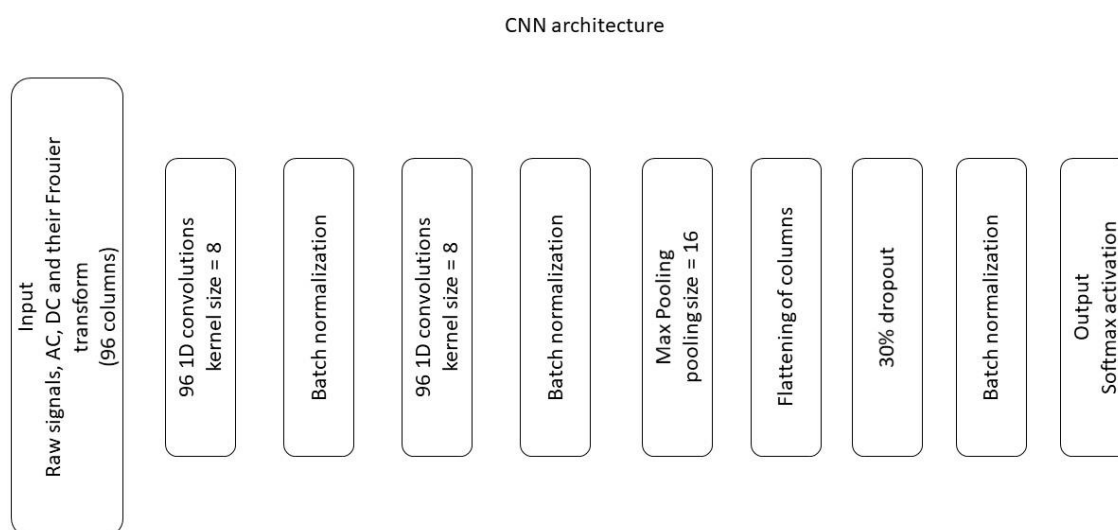 CNN architecture
Input
Raw signals, AC, DC and their Frouier
transform
(96 columns)
96 1D convolutions
kernel size = 8
Batch normalization
96 1D convolutions
kernel size = 8
Batch normalization
Max Pooling
pooling size = 16
Flattening of columns
30% dropout
Batch normalization
Output
Softmax activation